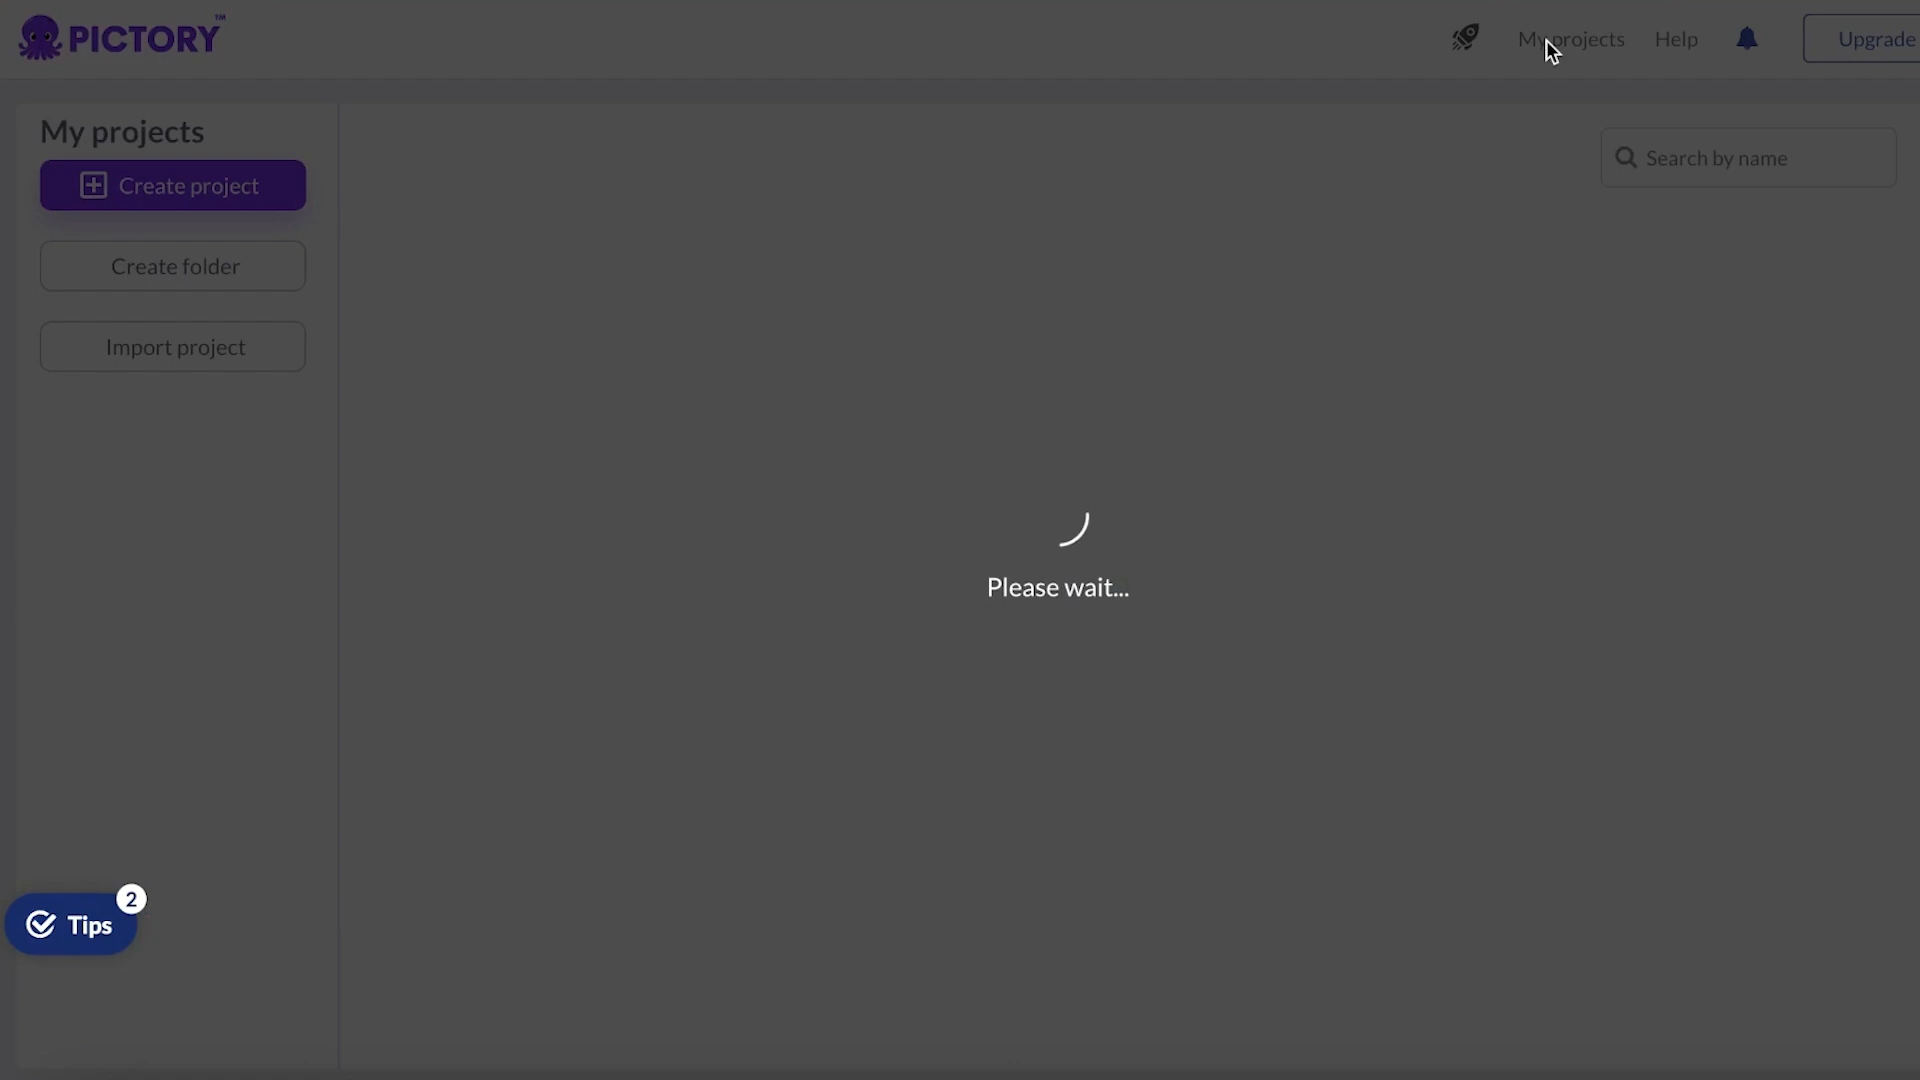 PICTORY™
My projects
Help
Upgrade
My projects
Create project
Create folder
Import project
Search by name
Please wait...
Tips
2